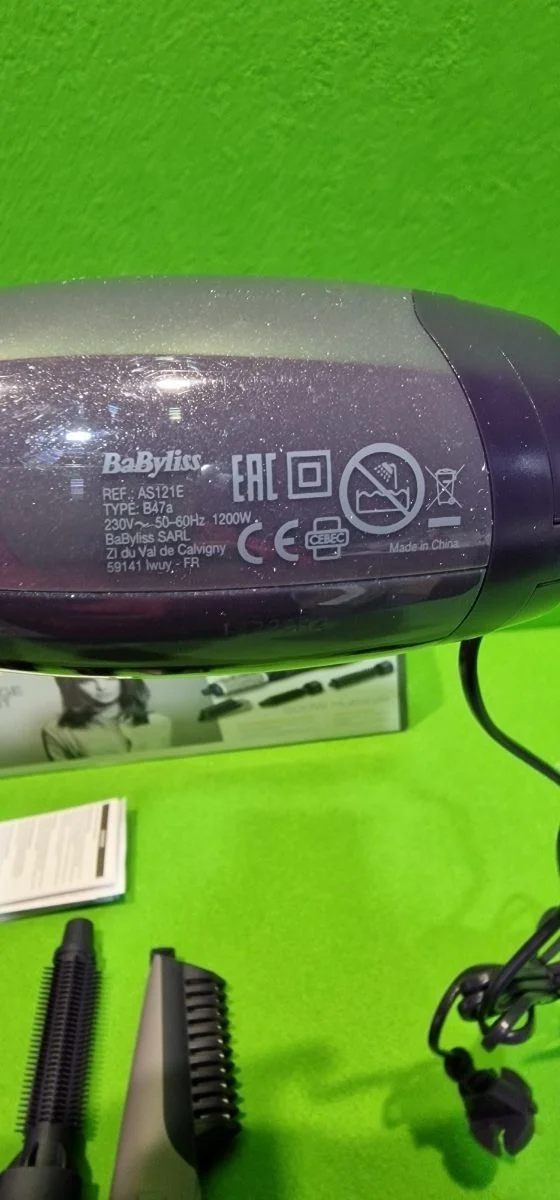 BaByliss
REF.: AS121E
TYPE: B47a
230V~ 50-60Hz 1200W
BaByliss SARL
ZI du Val de Calvigny
59141 Iwuy - FR
EAC
CE
CEBEC
Made in China